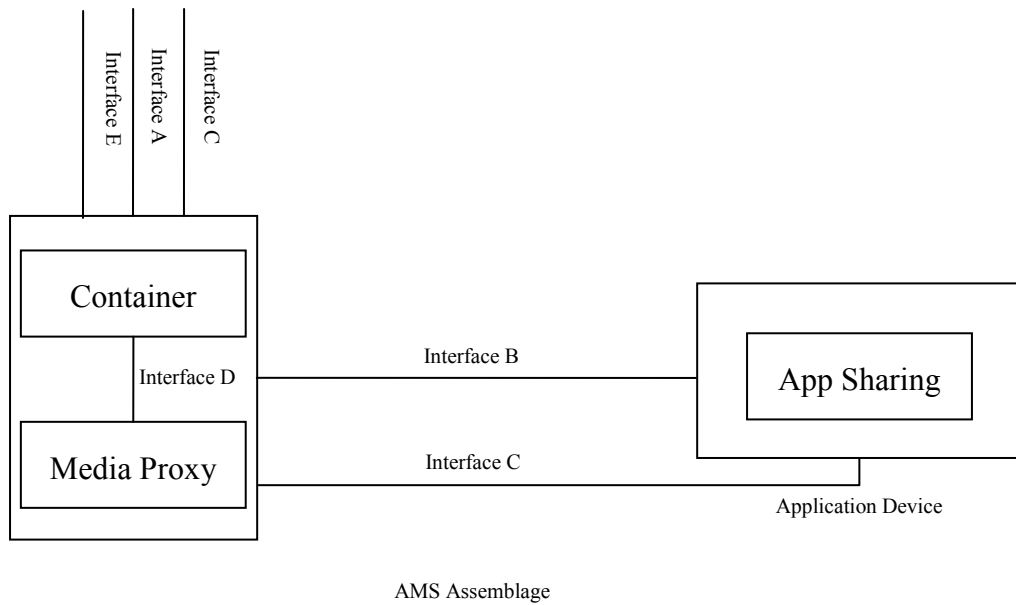 Interface E
Interface A
Interface C
Container
Interface D
Media Proxy
Interface B
Interface C
App Sharing
Application Device
AMS Assemblage